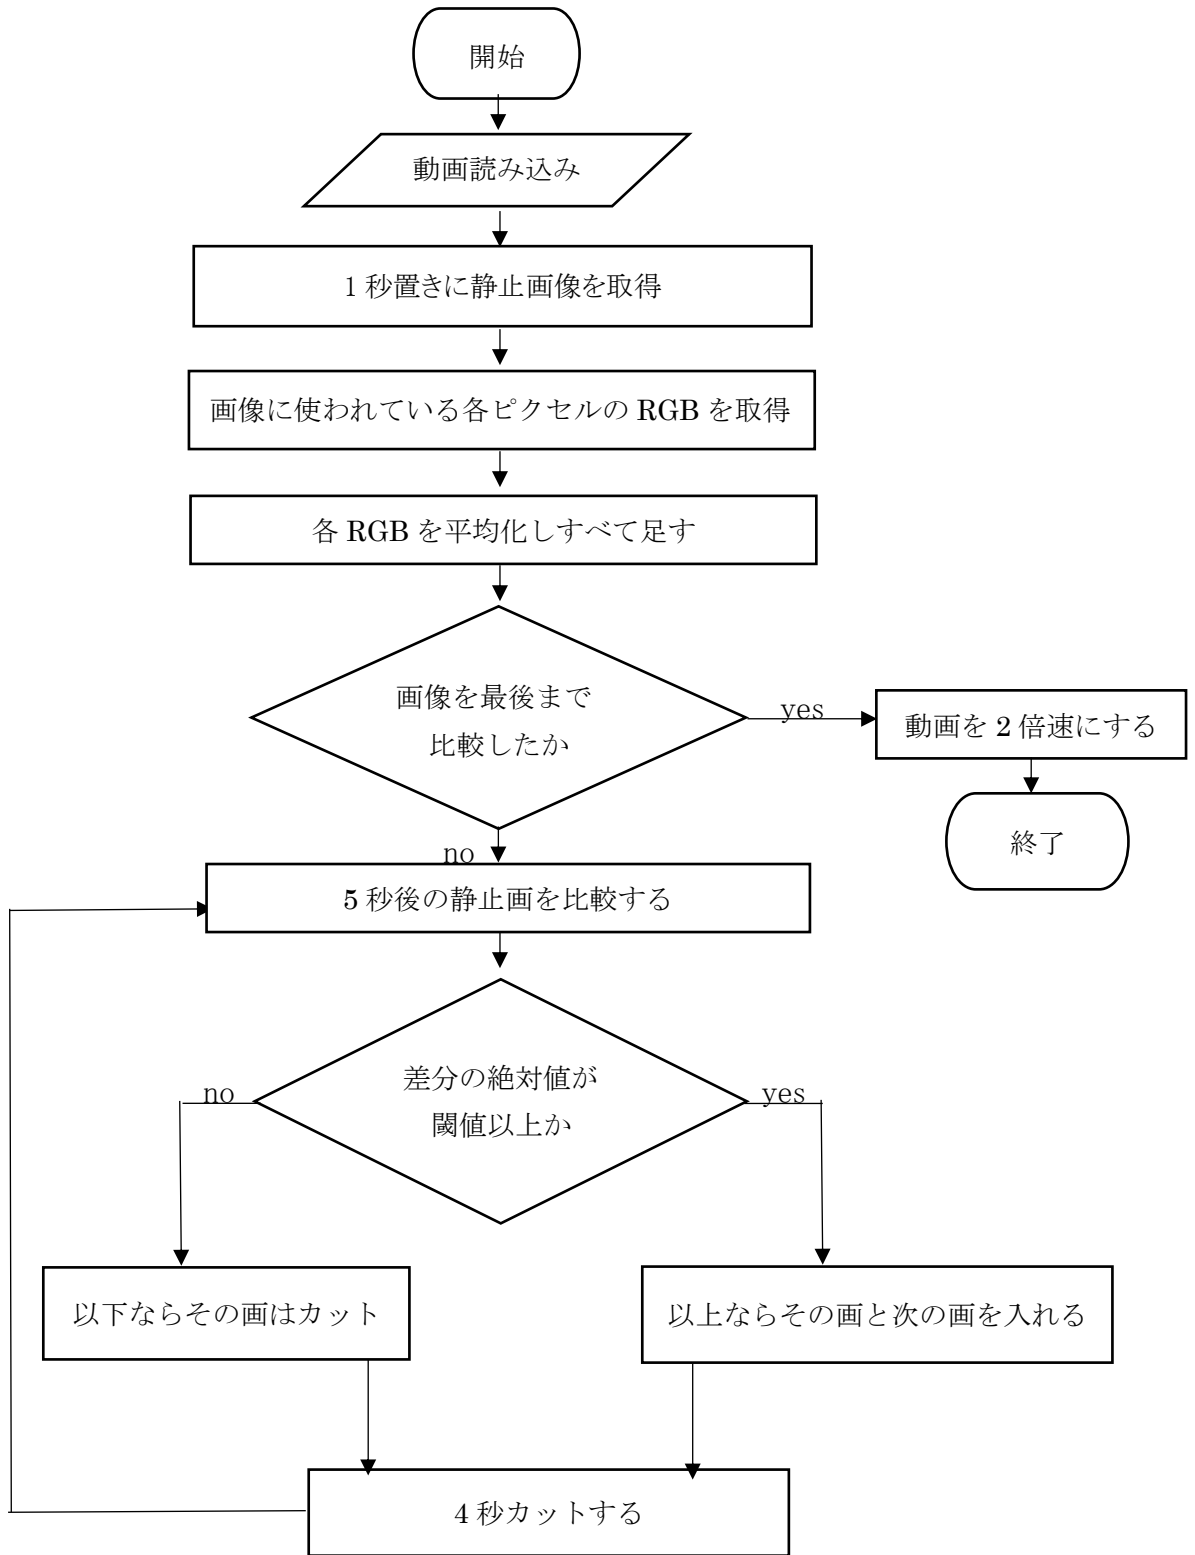 開始
動画読み込み
1 秒置きに静止画像を取得
画像に使われている各ピクセルの RGB を取得
各 RGB を平均化しすべて足す
画像を最後まで
比較したか
yes
動画を 2 倍速にする
終了
no
5 秒後の静止画を比較する
差分の絶対値が
閾値以上か
no
yes
以下ならその画はカット
以上ならその画と次の画を入れる
4 秒カットする